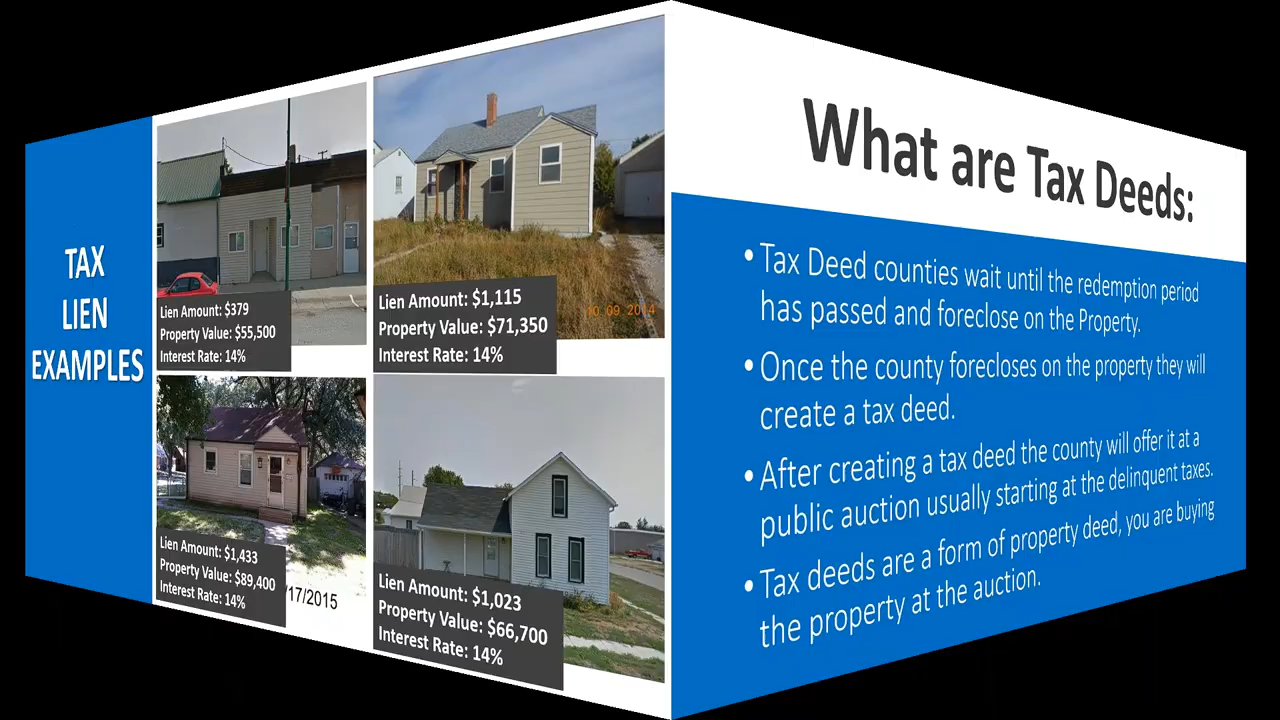 TAX
LIEN
EXAMPLES
Lien Amount: $379
Property Value: $55,500
Interest Rate: 14%
Lien Amount: $1,115
Property Value: $71,350
Interest Rate: 14%
10 09 2014
Lien Amount: $1,433
Property Value: $89,400
Interest Rate: 14%
/17/2015
Lien Amount: $1,023
Property Value: $66,700
Interest Rate: 14%
What are Tax Deeds:
• Tax Deed counties wait until the redemption period
has passed and foreclose on the Property.
• Once the county forecloses on the property they will
create a tax deed.
• After creating a tax deed the county will offer it at a
public auction usually starting at the delinquent taxes.
• Tax deeds are a form of property deed, you are buying
the property at the auction.